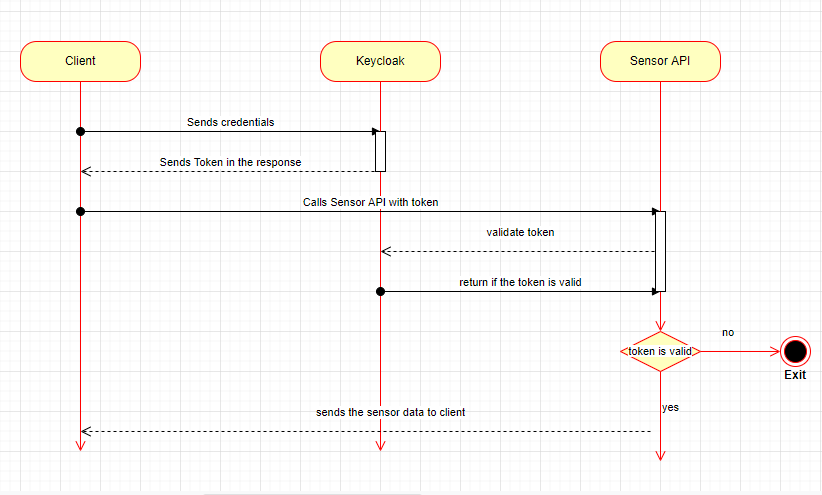 Client
Keycloak
Sensor API
Sends credentials
Sends Token in the response
Calls Sensor API with token
validate token
return if the token is valid
no
<token is valid>
Exit
yes
sends the sensor data to client